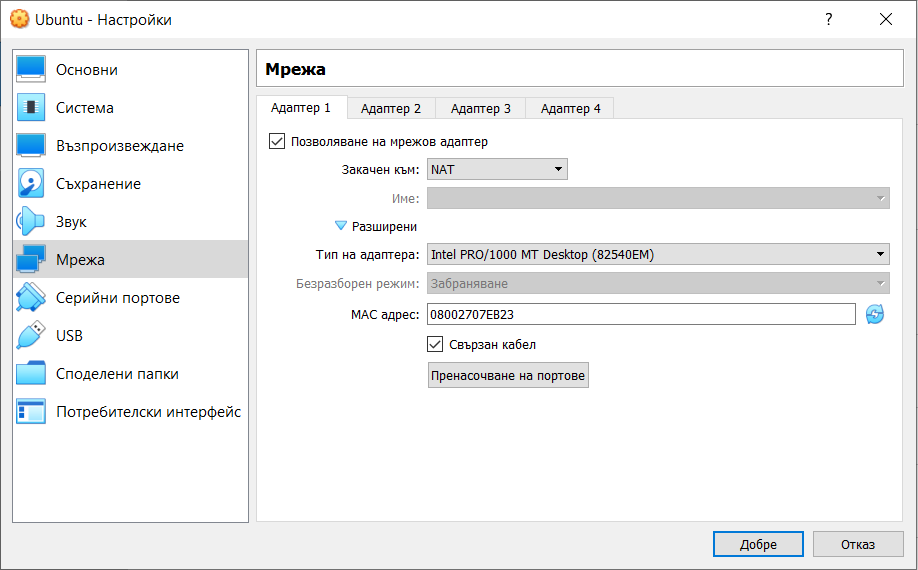 Ubuntu - Настройки
?
Основни
Система
Възпроизвеждане
Съхранение
Звук
Мрежа
Серийни портове
USB
Споделени папки
Потребителски интерфейс
Мрежа
Адаптер 1
Адаптер 2
Адаптер 3
Адаптер 4
Позволяване на мрежов адаптер
Закачен към: NAT
Име:
Разширени
Тип на адаптера: Intel PRO/1000 MT Desktop (82540EM)
Безразборен режим: Забраняване
МАС адрес: 08002707EB23
Свързан кабел
Пренасочване на портове
Добре
Отказ